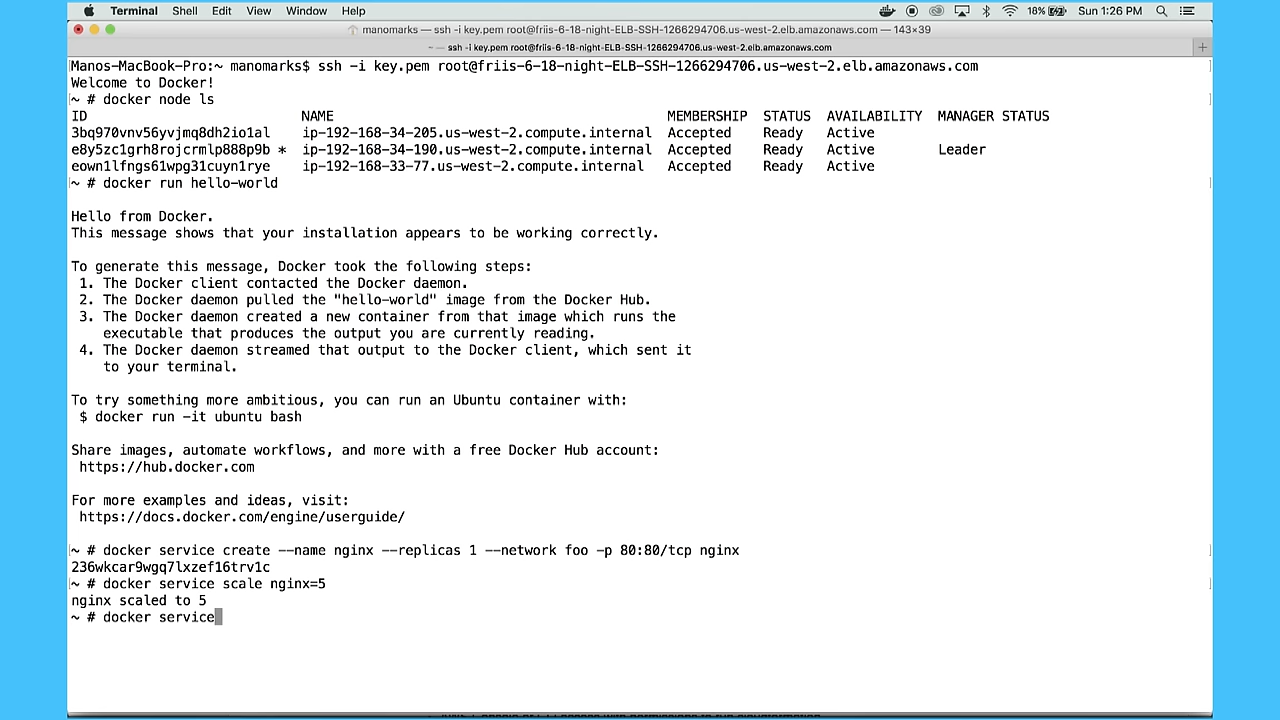 Terminal Shell Edit View Window Help 18% Sun 1:26 PM
manomarks — ssh -i key.pem root@friis-6-18-night-ELB-SSH-1266294706.us-west-2.elb.amazonaws.com — 143×39
~ — ssh -i key.pem root@friis-6-18-night-ELB-SSH-1266294706.us-west-2.elb.amazonaws.com
Manos-MacBook-Pro:~ manomarks$ ssh -i key.pem root@friis-6-18-night-ELB-SSH-1266294706.us-west-2.elb.amazonaws.com
Welcome to Docker!
~ # docker node ls
ID NAME MEMBERSHIP STATUS AVAILABILITY MANAGER STATUS
3bq970vnv56yvjmq8dh2io1al ip-192-168-34-205.us-west-2.compute.internal Accepted Ready Active
e8y5zc1grh8rojcrmlp888p9b * ip-192-168-34-190.us-west-2.compute.internal Accepted Ready Active Leader
eown1lfngs61wpg31cuyn1rye ip-192-168-33-77.us-west-2.compute.internal Accepted Ready Active
~ # docker run hello-world
Hello from Docker.
This message shows that your installation appears to be working correctly.
To generate this message, Docker took the following steps:
1. The Docker client contacted the Docker daemon.
2. The Docker daemon pulled the "hello-world" image from the Docker Hub.
3. The Docker daemon created a new container from that image which runs the
executable that produces the output you are currently reading.
4. The Docker daemon streamed that output to the Docker client, which sent it
to your terminal.
To try something more ambitious, you can run an Ubuntu container with:
$ docker run -it ubuntu bash
Share images, automate workflows, and more with a free Docker Hub account:
https://hub.docker.com
For more examples and ideas, visit:
https://docs.docker.com/engine/userguide/
~ # docker service create --name nginx --replicas 1 --network foo -p 80:80/tcp nginx
236wkcar9wgq7lxzef16trv1c
~ # docker service scale nginx=5
nginx scaled to 5
~ # docker service